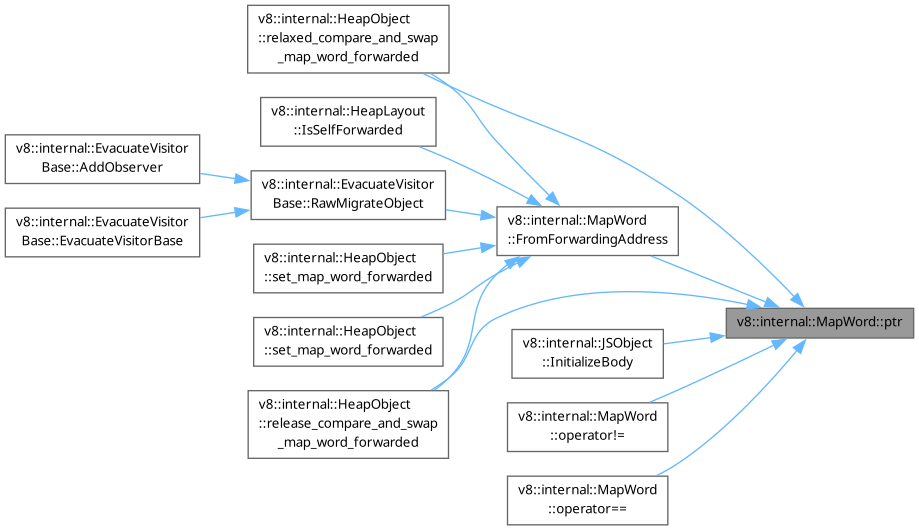 v8::internal::HeapObject
::relaxed_compare_and_swap
_map_word_forwarded
v8::internal::HeapLayout
::IsSelfForwarded
v8::internal::EvacuateVisitor
Base::AddObserver
v8::internal::EvacuateVisitor
Base::RawMigrateObject
v8::internal::EvacuateVisitor
Base::EvacuateVisitorBase
v8::internal::MapWord
::FromForwardingAddress
v8::internal::HeapObject
::set_map_word_forwarded
v8::internal::MapWord::ptr
v8::internal::HeapObject
::set_map_word_forwarded
v8::internal::JSObject
::InitializeBody
v8::internal::HeapObject
::release_compare_and_swap
_map_word_forwarded
v8::internal::MapWord
::operator!=
v8::internal::MapWord
::operator==